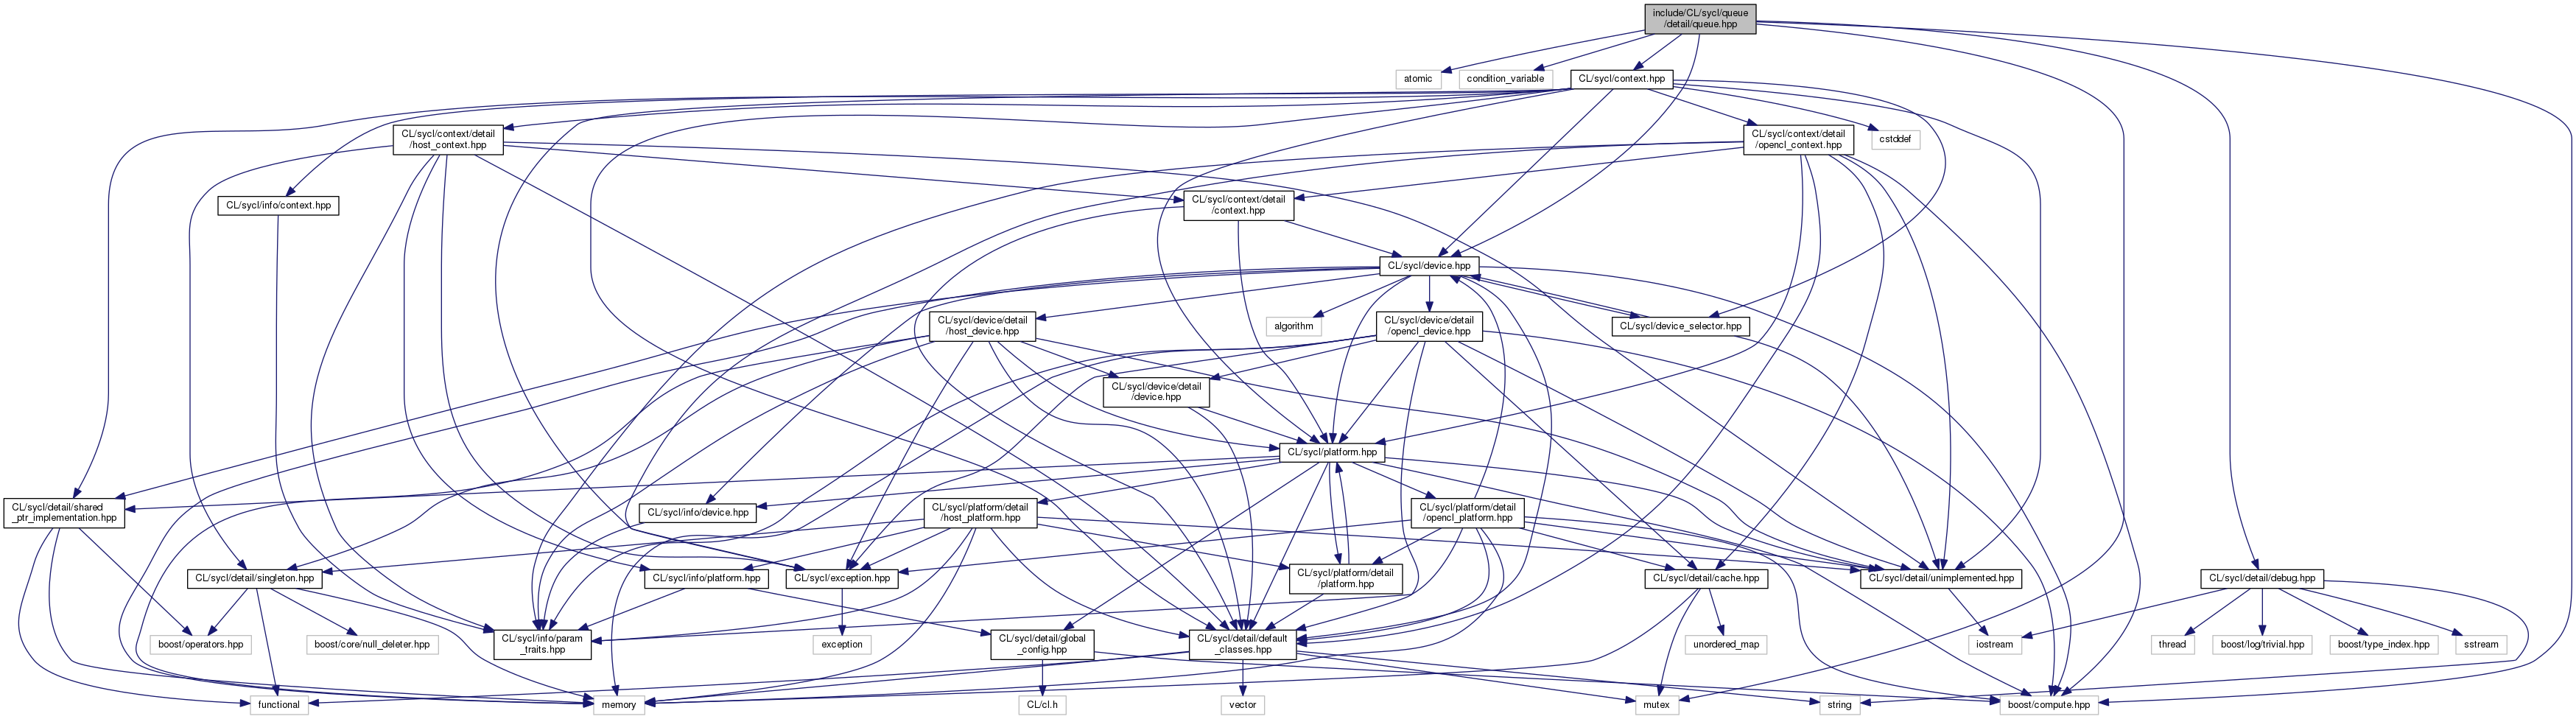 include/CL/sycl/queue
/detail/queue.hpp
atomic
condition_variable
CL/sycl/context.hpp
CL/sycl/context/detail
/host_context.hpp
CL/sycl/context/detail
/opencl_context.hpp
cstddef
CL/sycl/info/context.hpp
CL/sycl/context/detail
/context.hpp
CL/sycl/device.hpp
CL/sycl/device/detail
/host_device.hpp
algorithm
CL/sycl/device/detail
/opencl_device.hpp
CL/sycl/device_selector.hpp
CL/sycl/device/detail
/device.hpp
CL/sycl/platform.hpp
CL/sycl/detail/shared
_ptr_implementation.hpp
CL/sycl/info/device.hpp
CL/sycl/platform/detail
/host_platform.hpp
CL/sycl/platform/detail
/opencl_platform.hpp
CL/sycl/detail/singleton.hpp
CL/sycl/info/platform.hpp
CL/sycl/exception.hpp
CL/sycl/platform/detail
/platform.hpp
CL/sycl/detail/cache.hpp
CL/sycl/detail/unimplemented.hpp
CL/sycl/detail/debug.hpp
boost/operators.hpp
boost/core/null_deleter.hpp
CL/sycl/info/param
_traits.hpp
exception
CL/sycl/detail/global
_config.hpp
CL/sycl/detail/default
_classes.hpp
unordered_map
iostream
thread
boost/log/trivial.hpp
boost/type_index.hpp
sstream
functional
memory
CL/cl.h
vector
mutex
string
boost/compute.hpp